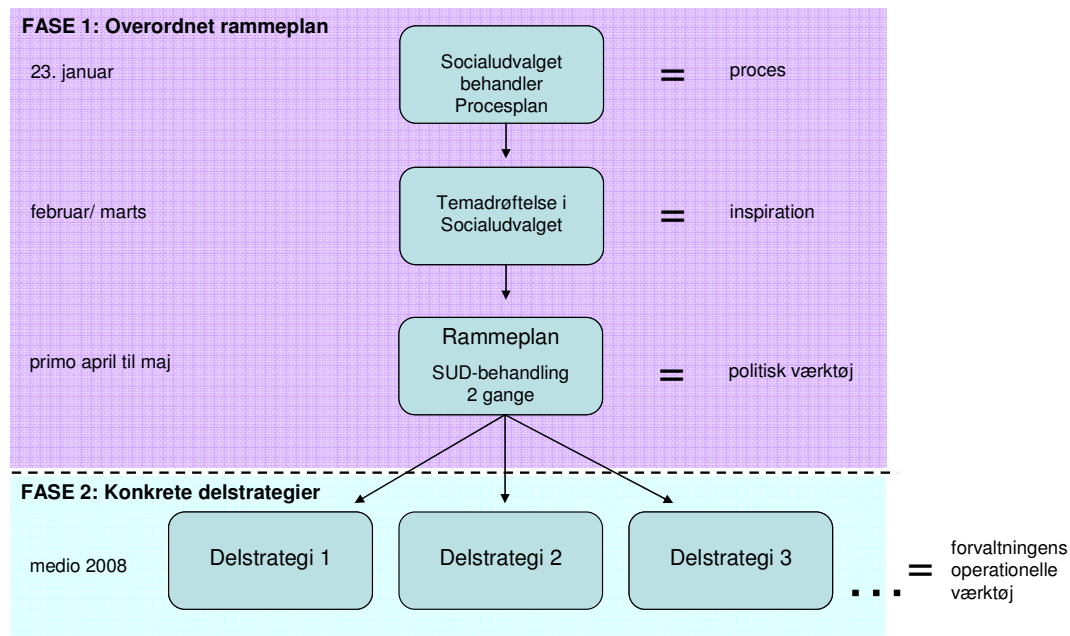 FASE 1: Overordnet rammeplan
23. januar
Socialudvalget
behandler
Procesplan
=
proces
februar/ marts
Temadrøftelse i
Socialudvalget
=
inspiration
primo april til maj
Rammeplan
SUD-behandling
2 gange
=
politisk værktøj
FASE 2: Konkrete delstrategier
medio 2008
Delstrategi 1
Delstrategi 2
Delstrategi 3
...
=
forvaltningens
operationelle
værktøj